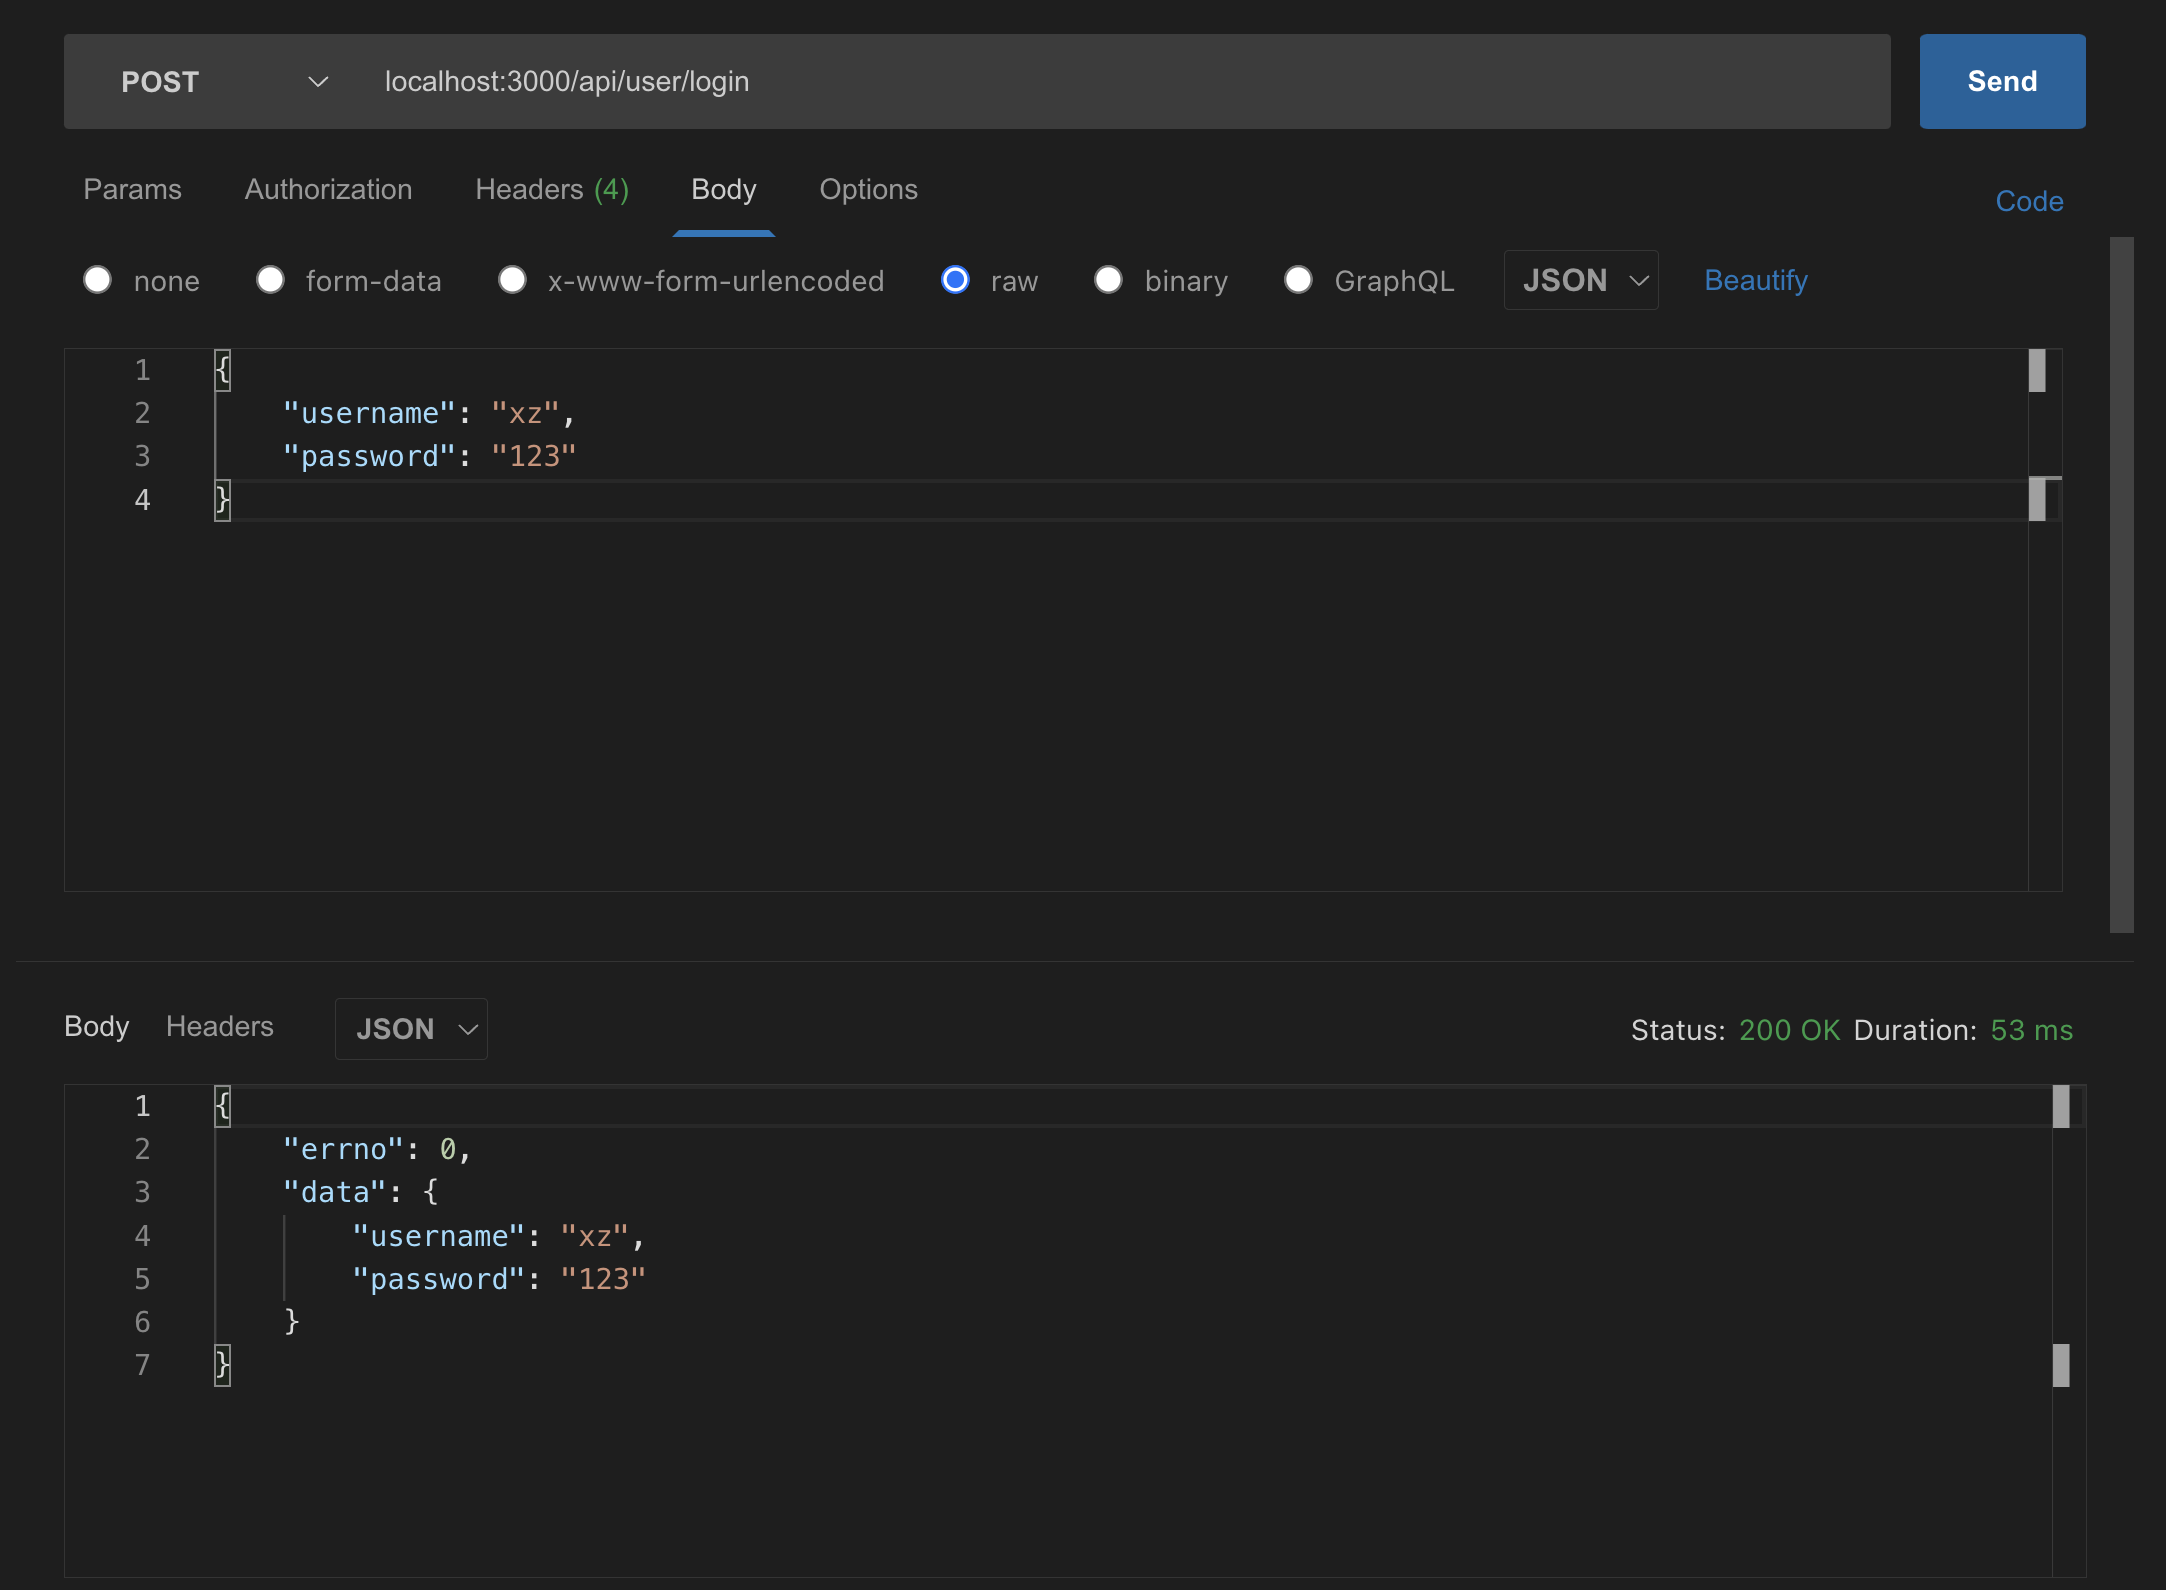 POST localhost:3000/api/user/login Send
Params Authorization Headers (4) Body Options Code
none form-data x-www-form-urlencoded raw binary GraphQL JSON Beautify
1 {
2 "username": "xz",
3 "password": "123"
4 }
Body Headers JSON Status: 200 OK Duration: 53 ms
1 {
2 "errno": 0,
3 "data": {
4 "username": "xz",
5 "password": "123"
6 }
7 }